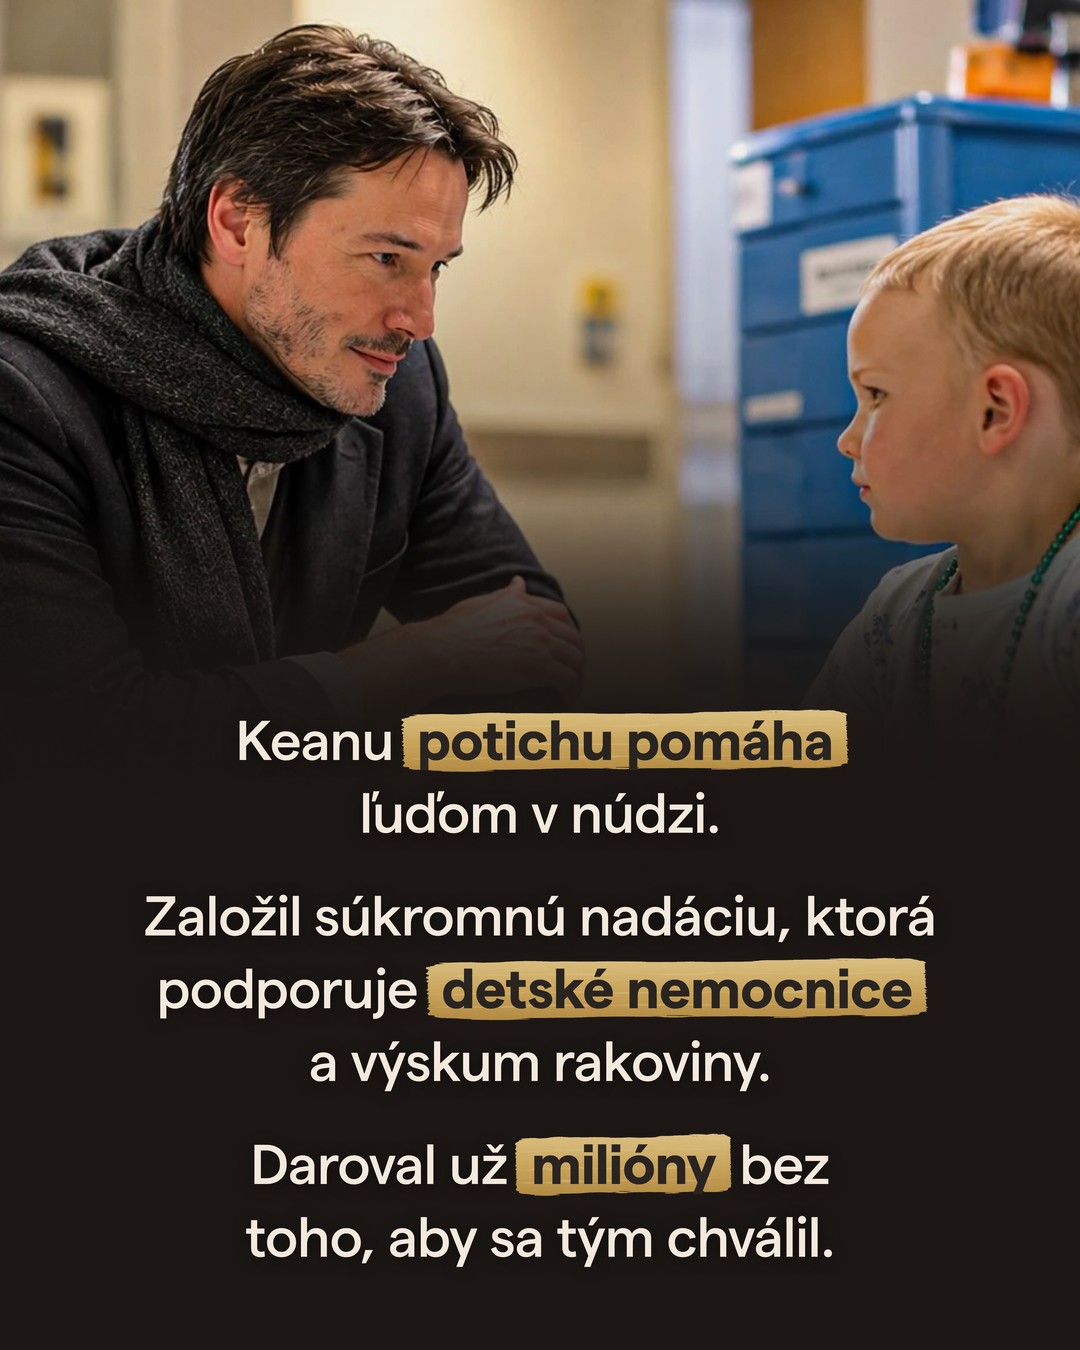 Keanu potichu pomáha
ľuďom v núdzi.
Založil súkromnú nadáciu, ktorá
podporuje detské nemocnice
a výskum rakoviny.
Daroval už milióny bez
toho, aby sa tým chválil.